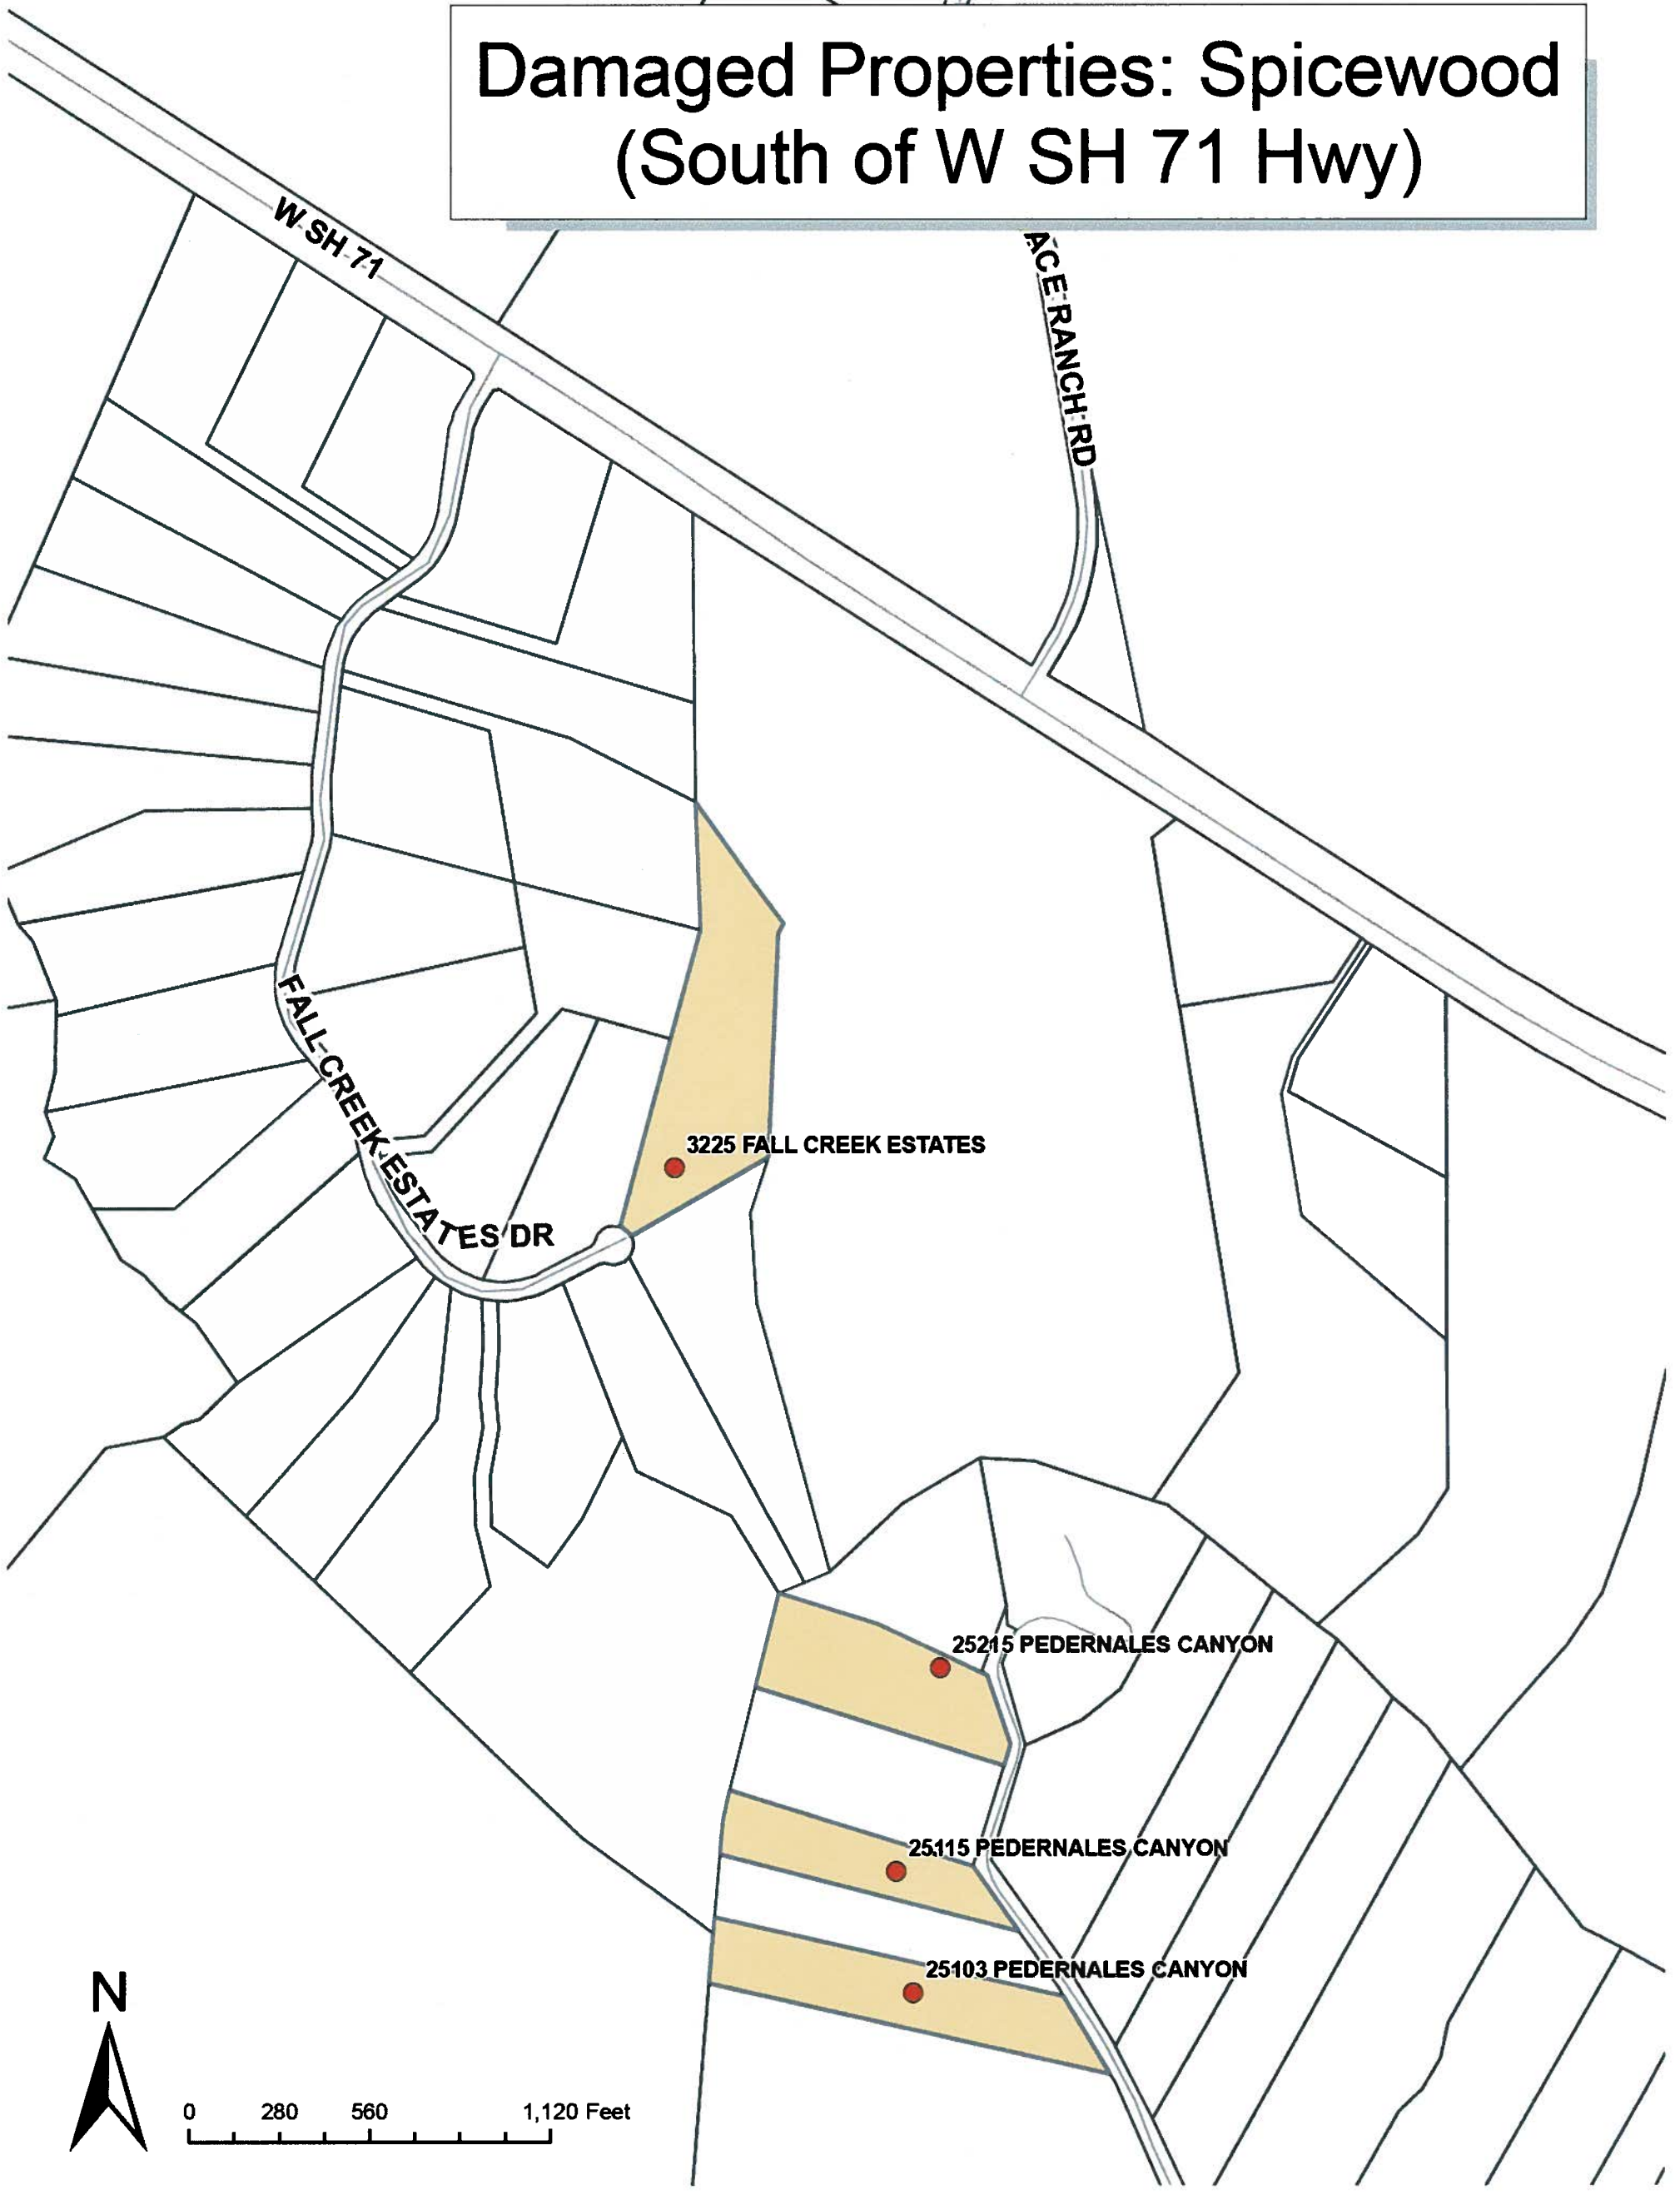 Damaged Properties: Spicewood
(South of W SH 71 Hwy)
W SH 71
ACE RANCH RD
3225 FALL CREEK ESTATES
FALL CREEK ESTATES DR
25215 PEDERNALES CANYON
25115 PEDERNALES CANYON
25103 PEDERNALES CANYON
N
0 280 560 1,120 Feet